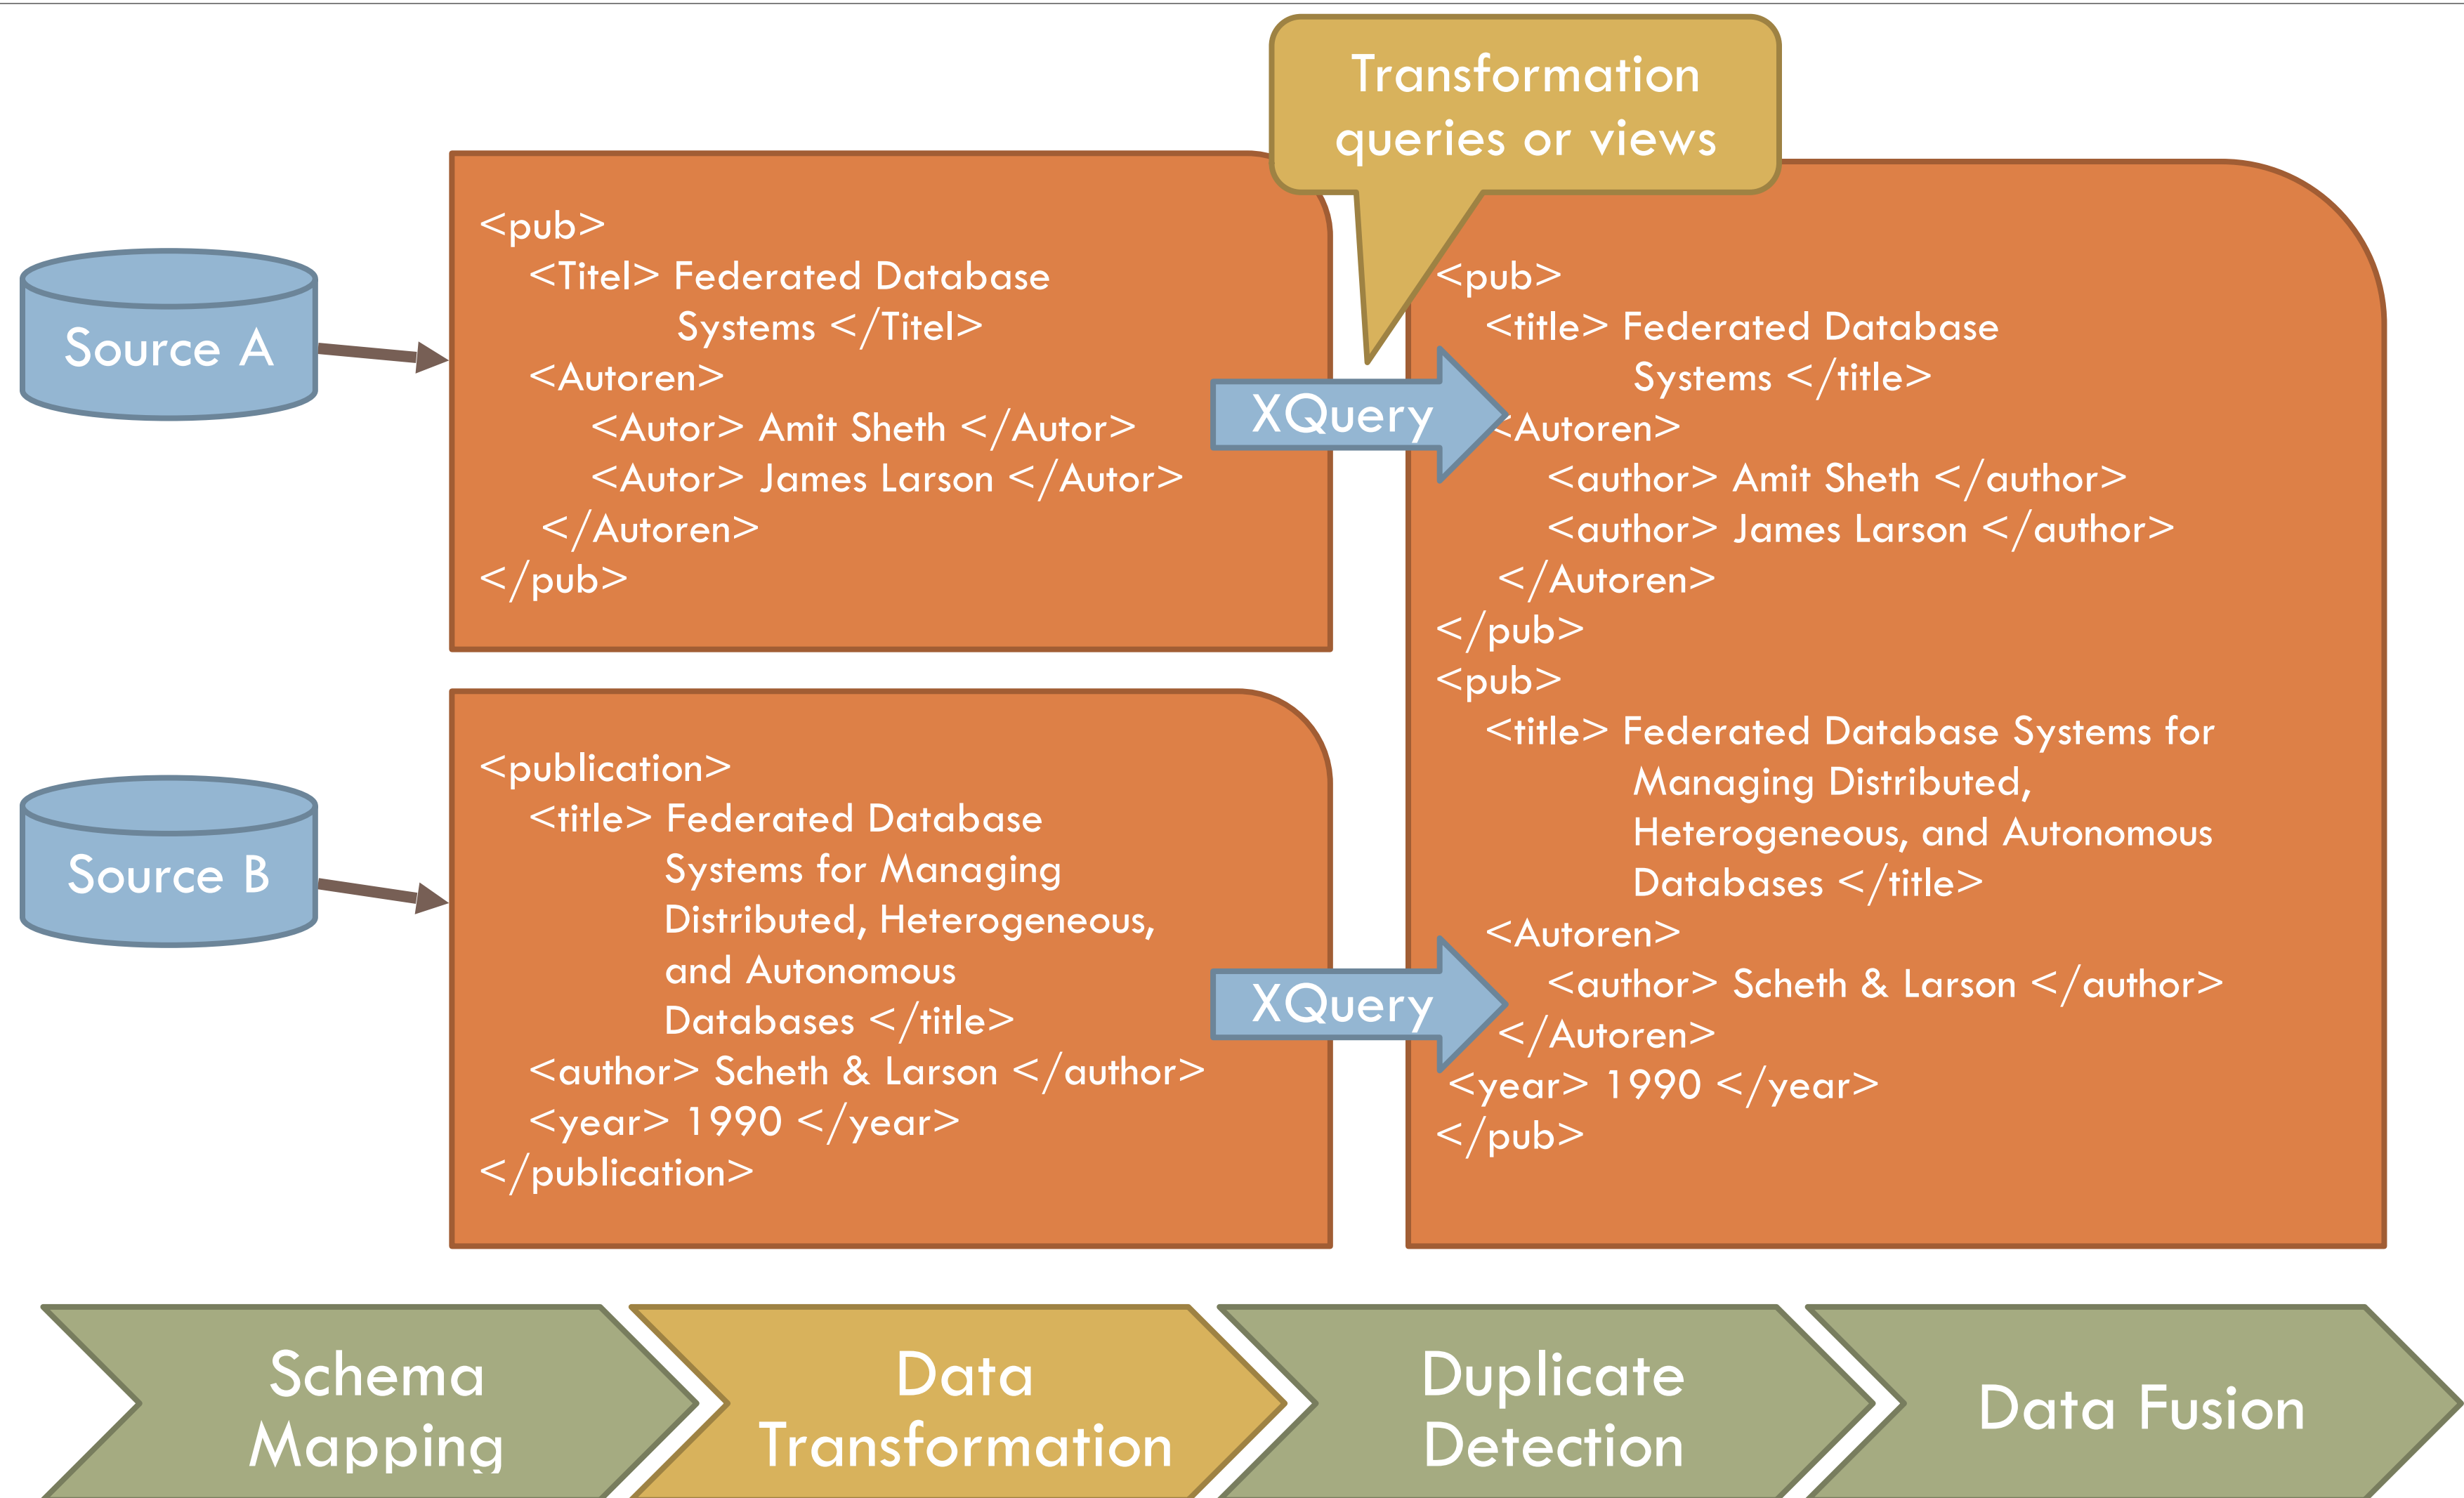 Transformation
queries or views
Source A
<pub>
<Titel> Federated Database
Systems </Titel>
<Autoren>
<Autor> Amit Sheth </Autor>
<Autor> James Larson </Autor>
</Autoren>
</pub>
Source B
<publication>
<title> Federated Database
Systems for Managing
Distributed, Heterogeneous,
and Autonomous
Databases </title>
<author> Scheth & Larson </author>
<year> 1990 </year>
</publication>
XQuery
XQuery
<pub>
<title> Federated Database
Systems </title>
<Autoren>
<author> Amit Sheth </author>
<author> James Larson </author>
</Autoren>
</pub>
<pub>
<title> Federated Database Systems for
Managing Distributed,
Heterogeneous, and Autonomous
Databases </title>
<Autoren>
<author> Scheth & Larson </author>
</Autoren>
<year> 1990 </year>
</pub>
Schema
Mapping
Data
Transformation
Duplicate
Detection
Data Fusion